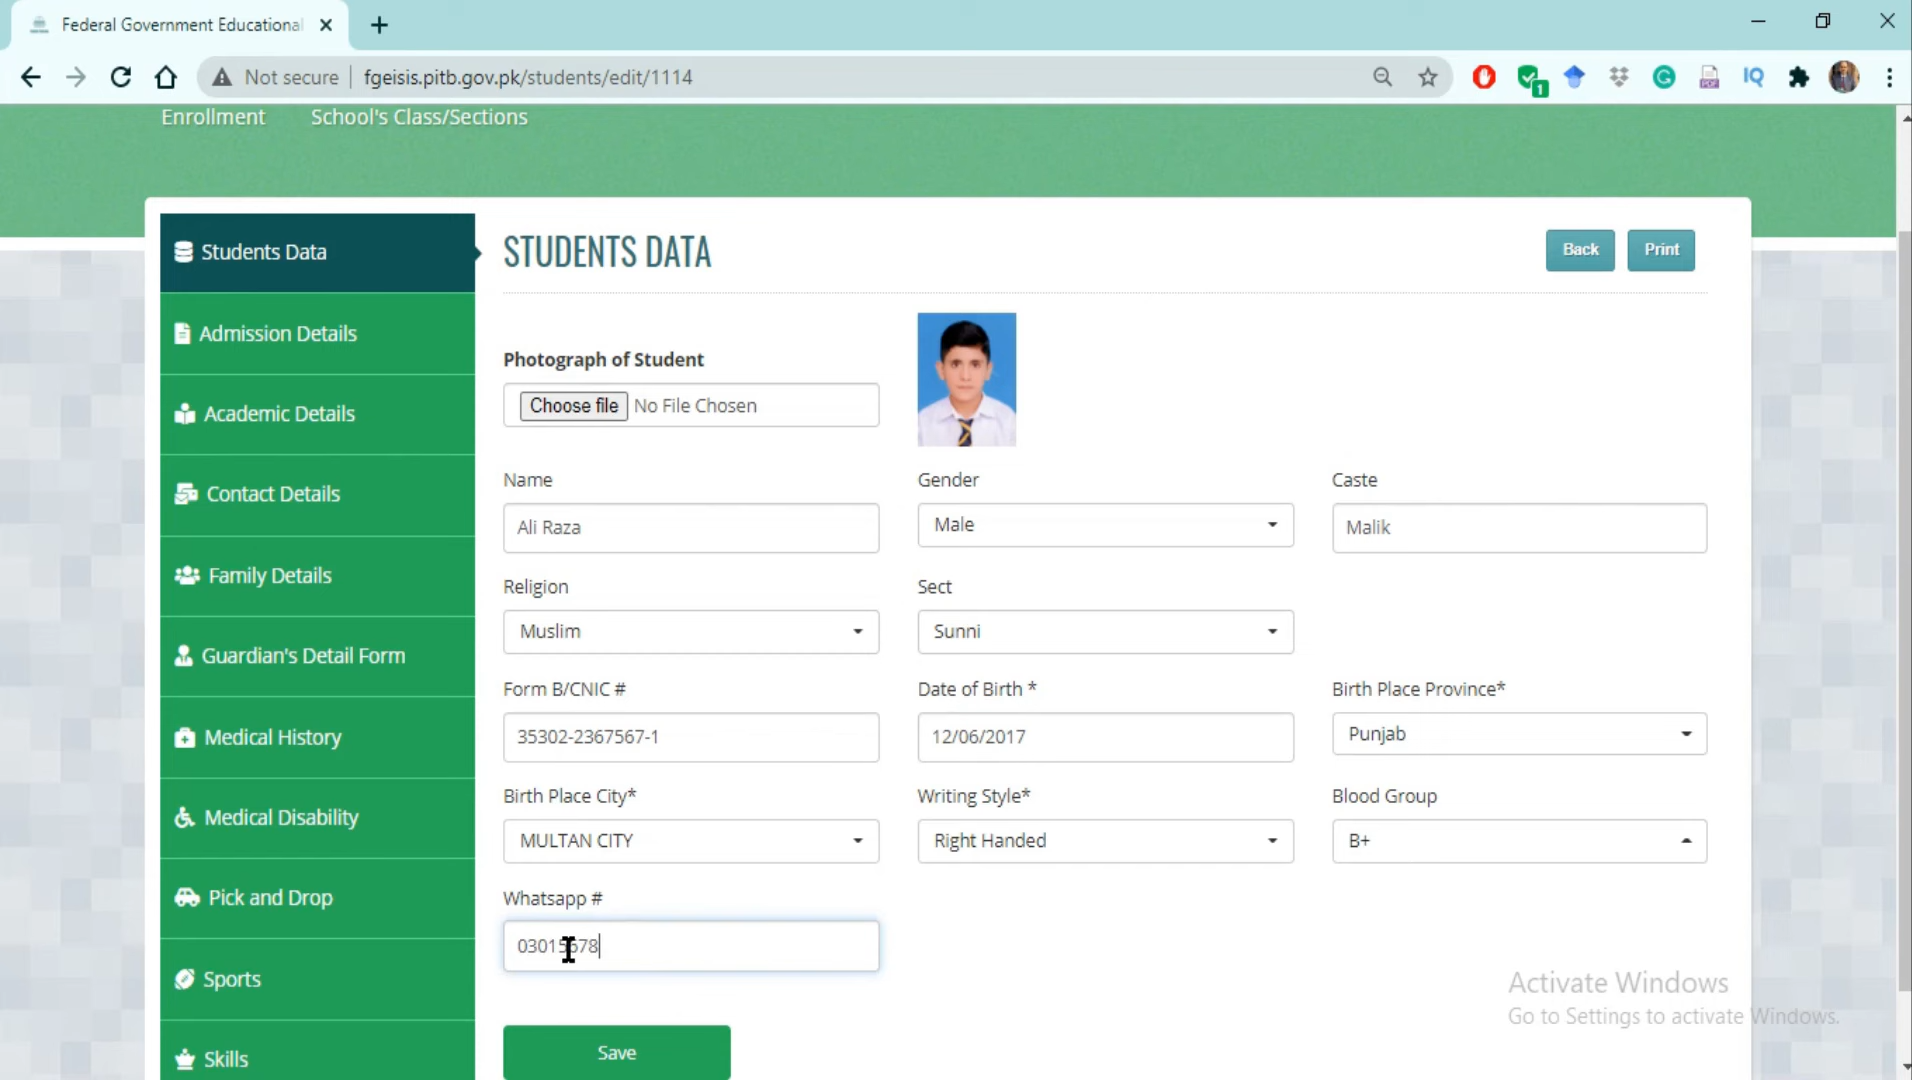 Federal Government Educational
Not secure | fgeisis.pitb.gov.pk/students/edit/1114
1
G
PDF
IQ
Enrollment School's Class/Sections
Students Data
Admission Details
Academic Details
Contact Details
Family Details
Guardian's Detail Form
Medical History
Medical Disability
Pick and Drop
Sports
Skills
STUDENTS DATA
Back
Print
Photograph of Student
Choose file No File Chosen
Name Gender Caste
Ali Raza Male Malik
Religion Sect
Muslim Sunni
Form B/CNIC # Date of Birth * Birth Place Province*
35302-2367567-1 12/06/2017 Punjab
Birth Place City* Writing Style* Blood Group
MULTAN CITY Right Handed B+
Whatsapp #
03015678
Save
Activate Windows
Go to Settings to activate Windows.